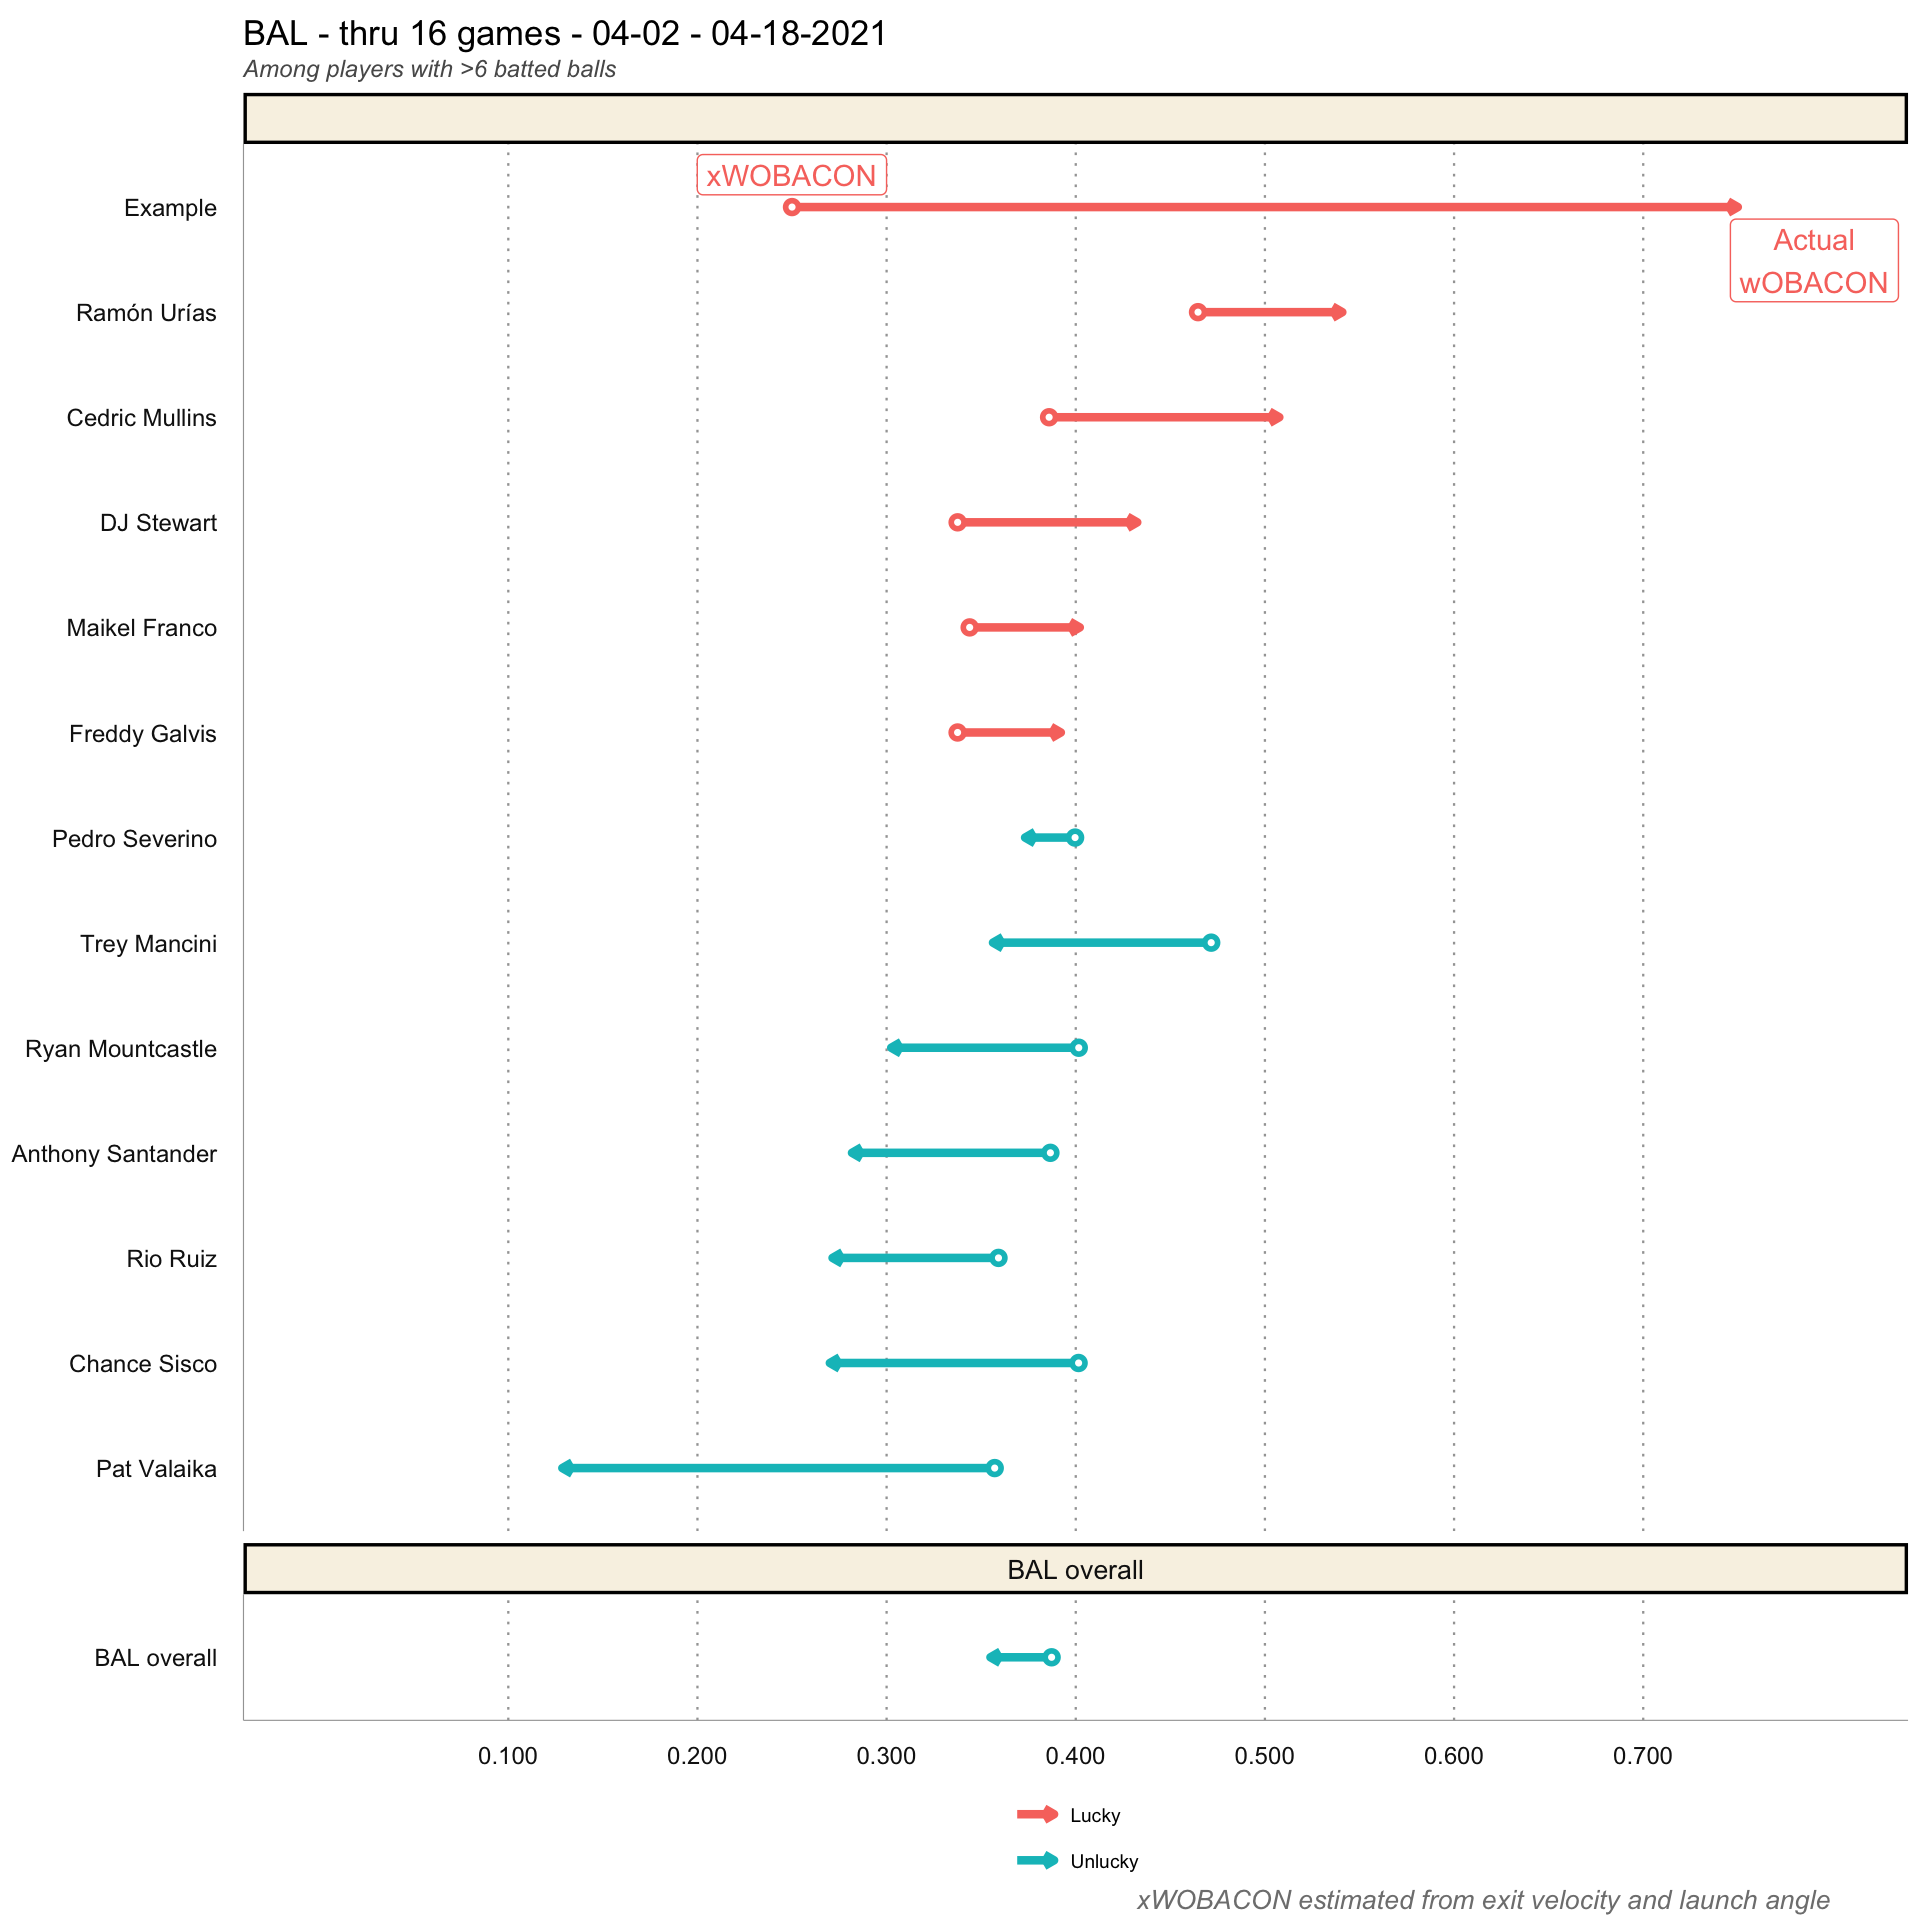 BAL - thru 16 games - 04-02 - 04-18-2021
Among players with >6 batted balls
xWOBACON
Example
Actual
wOBACON
Ramón Urías
Cedric Mullins
DJ Stewart
Maikel Franco
Freddy Galvis
Pedro Severino
Trey Mancini
Ryan Mountcastle
Anthony Santander
Rio Ruiz
Chance Sisco
Pat Valaika
BAL overall
BAL overall
0.100 0.200 0.300 0.400 0.500 0.600 0.700
Lucky
Unlucky
xWOBACON estimated from exit velocity and launch angle